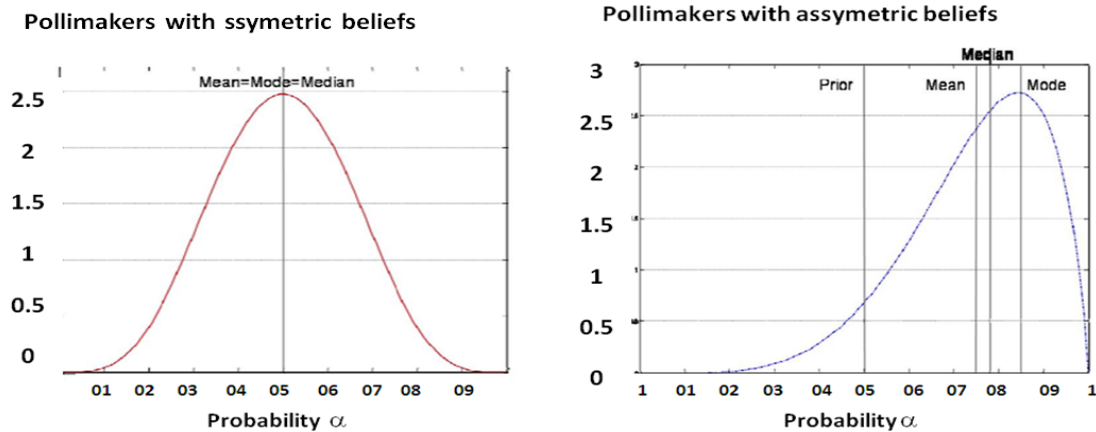 Pollimakers with ssymetric beliefs
Mean=Mode=Median
2.5
2
1.5
1
0.5
0
01 02 03 04 05 06 07 08 09
Probability α
Pollimakers with assymetric beliefs
Median
Prior Mean Mode
3
2.5
2
1.5
1
0.5
0
1 01 02 03 04 05 06 07 08 09 1
Probability α